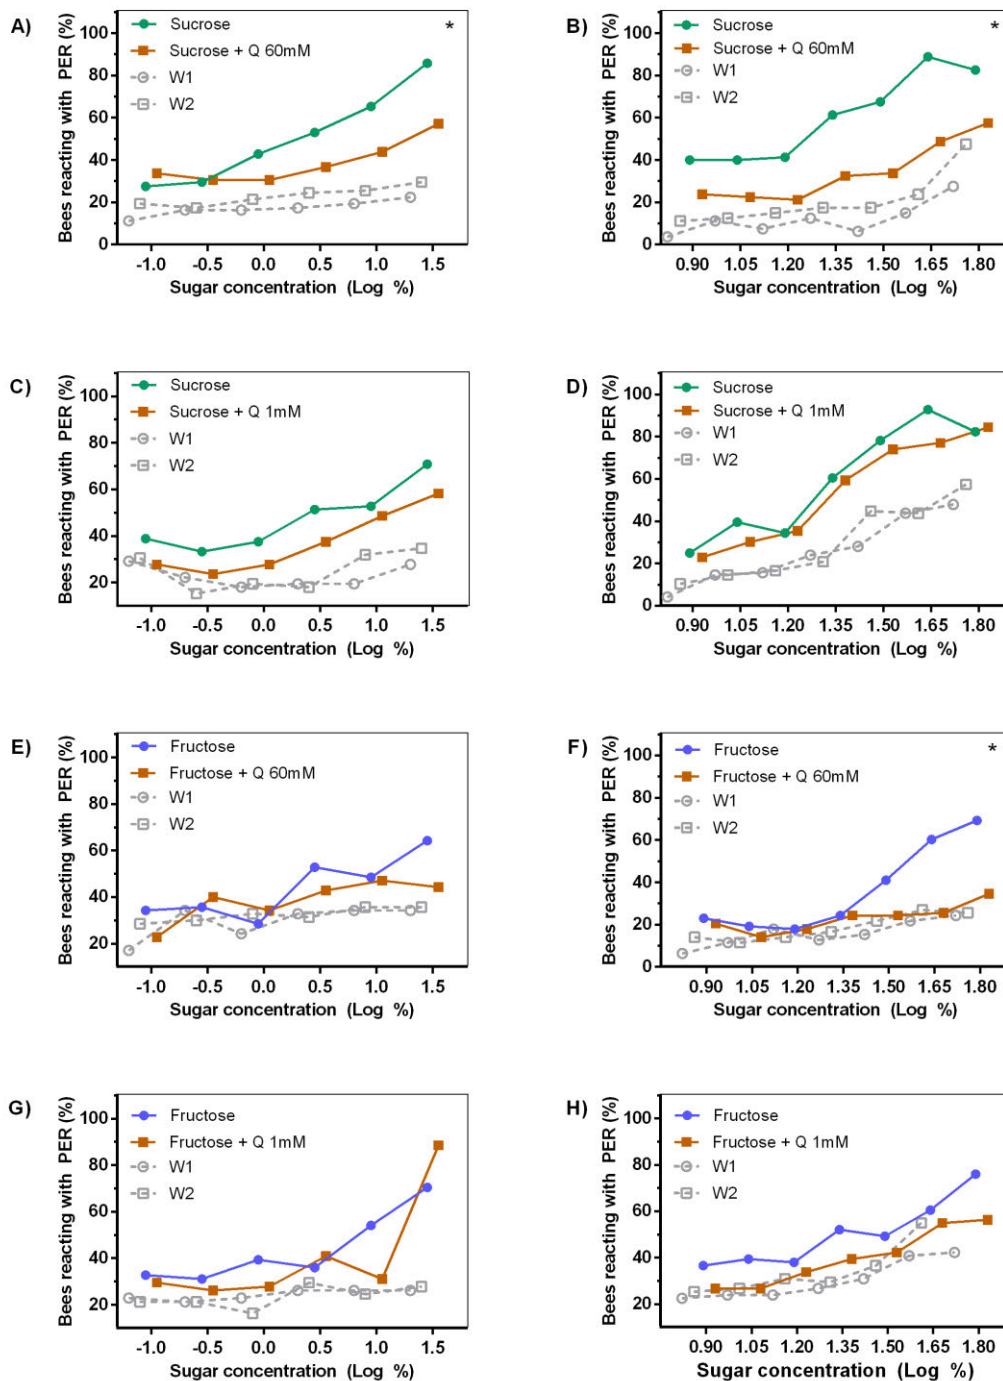 A)
Bees reacting with PER (%)
100
80
60
40
20
0
Sucrose
Sucrose + Q 60mM
W1
W2
*
-1.0 -0.5 0.0 0.5 1.0 1.5
Sugar concentration (Log %)
B)
Bees reacting with PER (%)
100
80
60
40
20
0
Sucrose
Sucrose + Q 60mM
W1
W2
*
0.90 1.05 1.20 1.35 1.50 1.65 1.80
Sugar concentration (Log %)
C)
Bees reacting with PER (%)
100
80
60
40
20
Sucrose
Sucrose + Q 1mM
W1
W2
-1.0 -0.5 0.0 0.5 1.0 1.5
Sugar concentration (Log %)
D)
Bees reacting with PER (%)
100
80
60
40
20
0
Sucrose
Sucrose + Q 1mM
W1
W2
0.90 1.05 1.20 1.35 1.50 1.65 1.80
Sugar concentration (Log %)
E)
Bees reacting with PER (%)
100
80
60
40
20
Fructose
Fructose + Q 60mM
W1
W2
-1.0 -0.5 0.0 0.5 1.0 1.5
Sugar concentration (Log %)
F)
Bees reacting with PER (%)
100
80
60
40
20
0
Fructose
Fructose + Q 60mM
W1
W2
*
0.90 1.05 1.20 1.35 1.50 1.65 1.80
Sugar concentration (Log %)
G)
Bees reacting with PER (%)
100
80
60
40
20
Fructose
Fructose + Q 1mM
W1
W2
-1.0 -0.5 0.0 0.5 1.0 1.5
Sugar concentration (Log %)
H)
Bees reacting with PER (%)
100
80
60
40
20
Fructose
Fructose + Q 1mM
W1
W2
0.90 1.05 1.20 1.35 1.50 1.65 1.80
Sugar concentration (Log %)